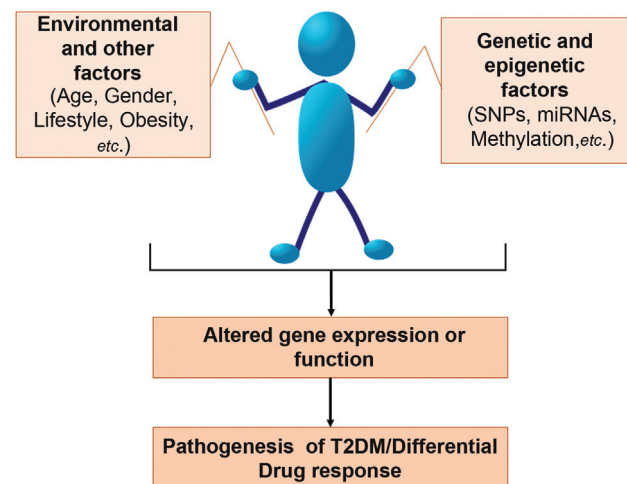 Environmental
and other
factors
(Age, Gender,
Lifestyle, Obesity,
etc.)
Genetic and
epigenetic
factors
(SNPs, miRNAs,
Methylation,etc.)
Altered gene expression or
function
Pathogenesis of T2DM/Differential
Drug response